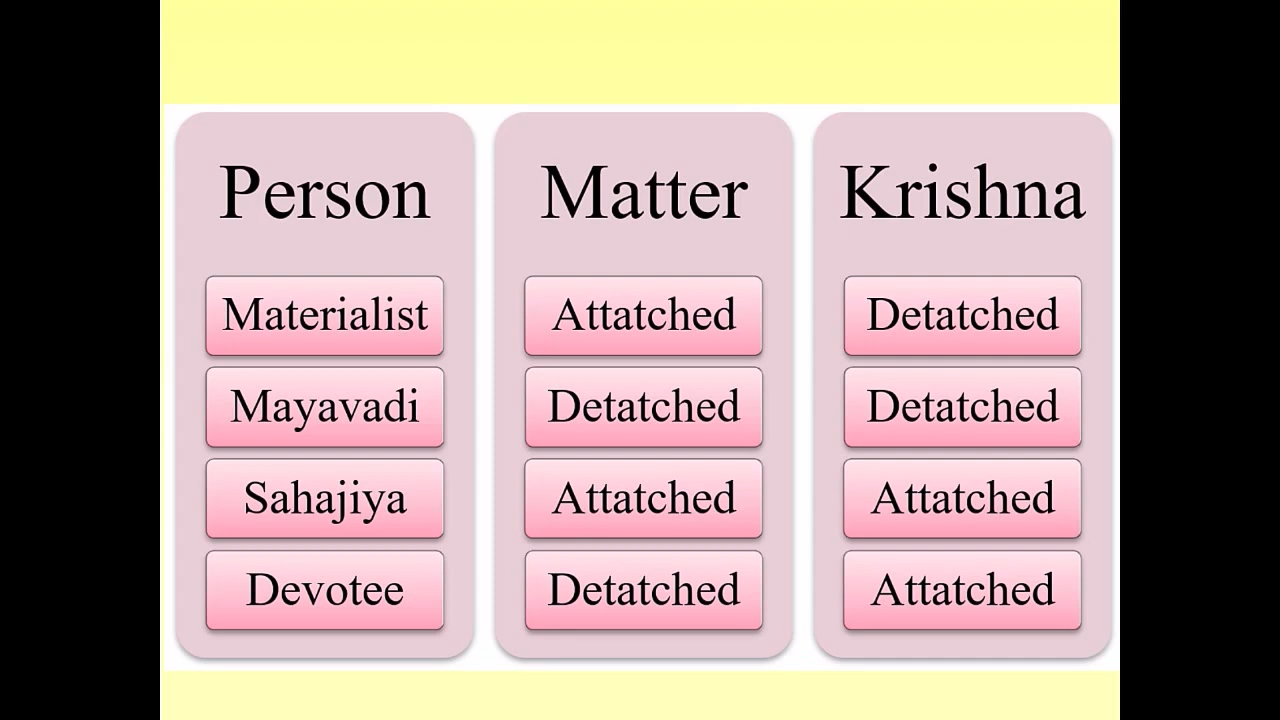 Person Matter Krishna
Materialist Attatched Detatched
Mayavadi Detatched Detatched
Sahajiya Attatched Attatched
Devotee Detatched Attatched